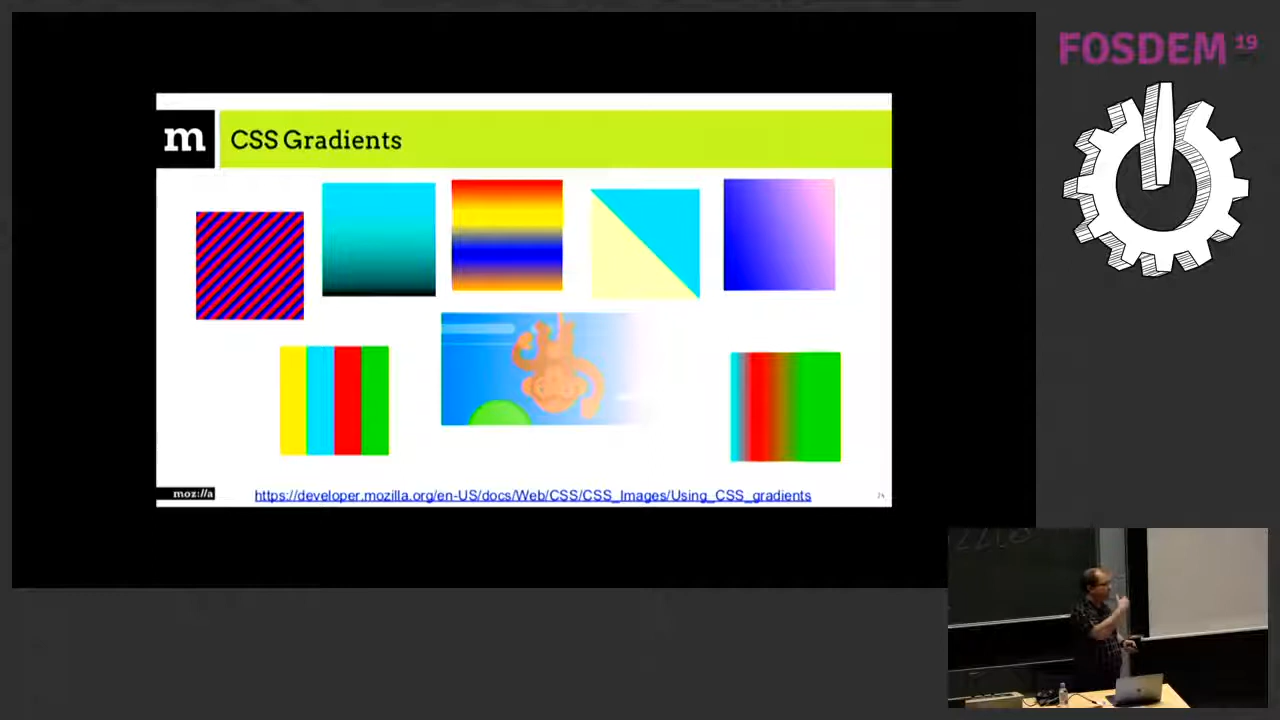 FOSDEM 19
m CSS Gradients
moz://a
https://developer.mozilla.org/en-US/docs/Web/CSS/CSS_Images/Using_CSS_gradients